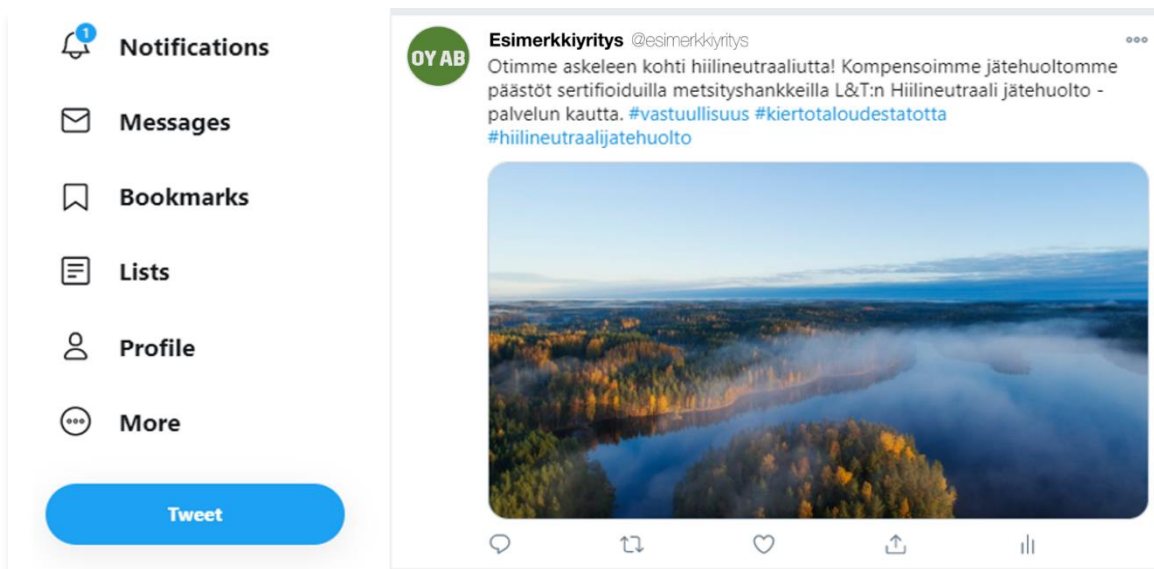 1
Notifications
Messages
Bookmarks
Lists
Profile
More
Tweet
OY AB
Esimerkkiyritys @esimerkkiyritys
Otimme askeleen kohti hiilineutraaliutta! Kompensoimme jätehuoltomme
päästöt sertifioiduilla metsityshankkeilla L&T:n Hiilineutraali jätehuolto -
palvelun kautta. #vastuullisuus #kiertotaloudestatotta
#hiilineutraalijatehuolto